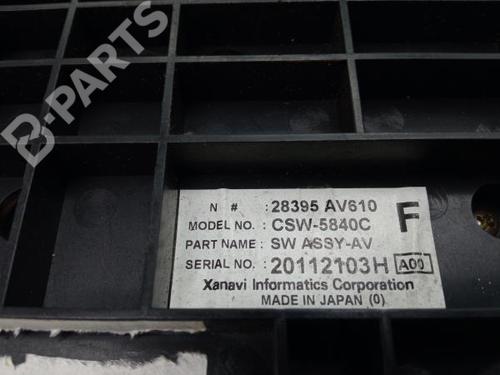 B-PARTS
N # : 28395 AV610
MODEL NO. : CSW-5840C
F
PART NAME : SW ASSY-AV
SERIAL NO. : 20112103H A00
Xanavi Informatics Corporation
MADE IN JAPAN (0)